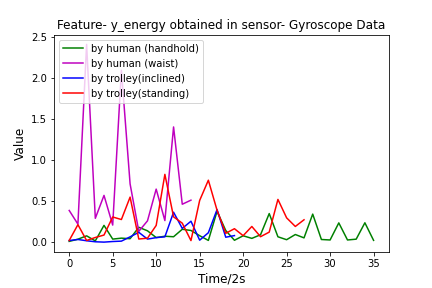 Feature- y_energy obtained in sensor- Gyroscope Data
by human (handhold)
by human (waist)
by trolley(inclined)
by trolley(standing)
Value
2.5
2.0
1.5
1.0
0.5
0.0
0 5 10 15 20 25 30 35
Time/2s